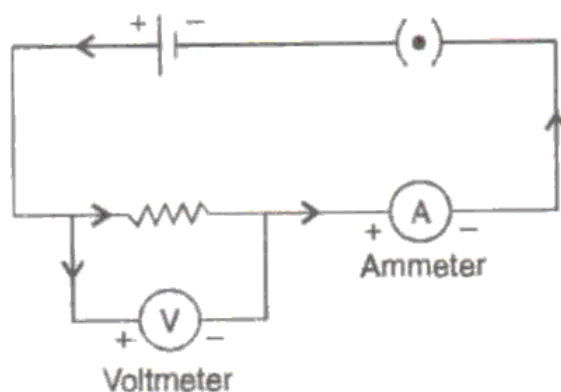 + −
A
+ −
Ammeter
V
+ −
Voltmeter